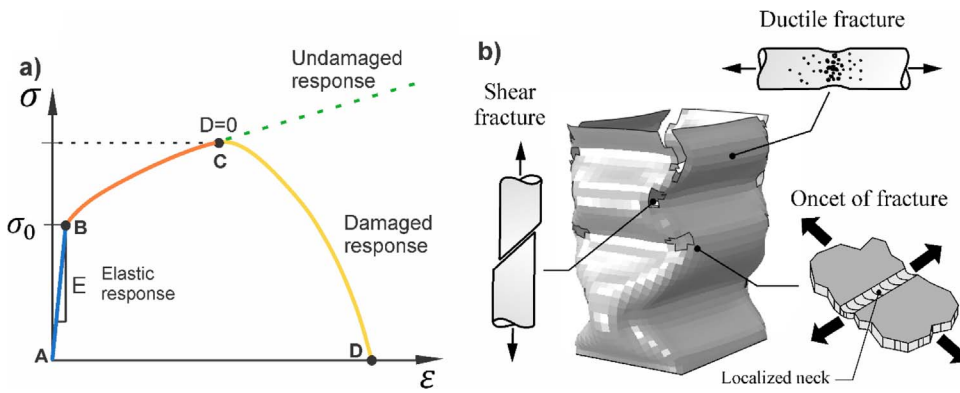 a)
σ
Undamaged
response
D=0
C
σ0
B
E
Elastic
response
Damaged
response
A
D
ε
b)
Ductile fracture
Shear
fracture
Oncet of fracture
Localized neck